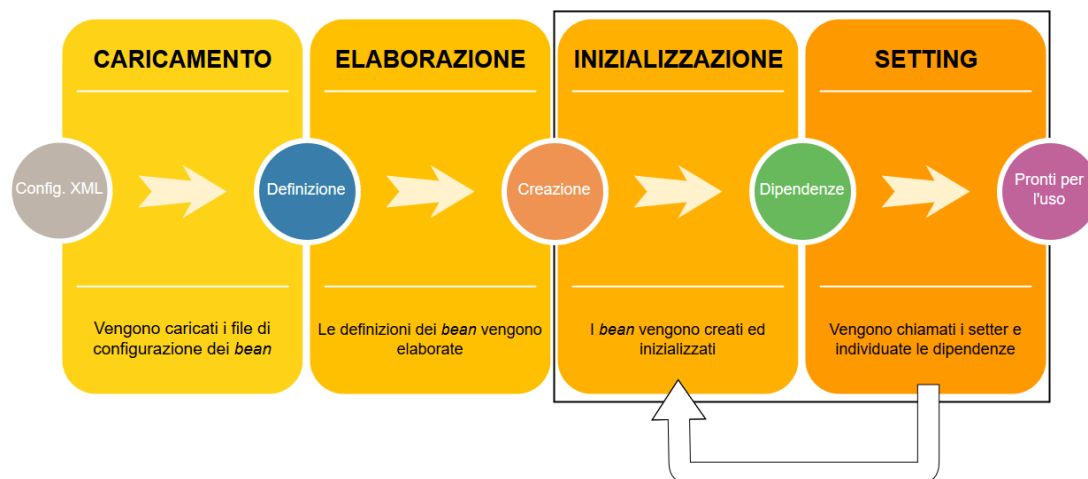 CARICAMENTO
ELABORAZIONE
INIZIALIZZAZIONE
SETTING
Config. XML
Definizione
Creazione
Dipendenze
Pronti per
l'uso
Vengono caricati i file di
configurazione dei bean
Le definizioni dei bean vengono
elaborate
I bean vengono creati ed
inizializzati
Vengono chiamati i setter e
individuate le dipendenze